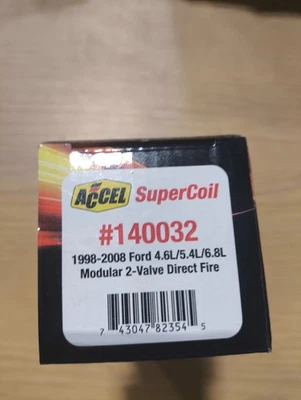 ACCEL SuperCoil
#140032
1998-2008 Ford 4.6L/5.4L/6.8L
Modular 2-Valve Direct Fire
7 43047 82354 5